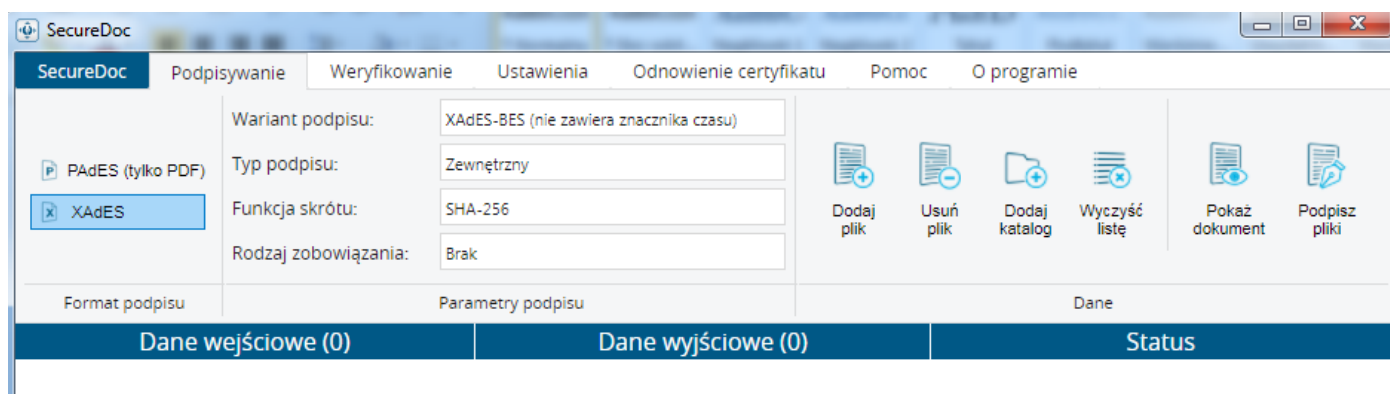 SecureDoc
SecureDoc Podpisywanie Weryfikowanie Ustawienia Odnowienie certyfikatu Pomoc O programie
PAdES (tylko PDF)
XAdES
Format podpisu
Wariant podpisu: XAdES-BES (nie zawiera znacznika czasu)
Typ podpisu: Zewnętrzny
Funkcja skrótu: SHA-256
Rodzaj zobowiązania: Brak
Parametry podpisu
Dodaj
plik
Usuń
plik
Dodaj
katalog
Wyczyść
listę
Pokaż
dokument
Podpisz
pliki
Dane
Dane wejściowe (0) Dane wyjściowe (0) Status